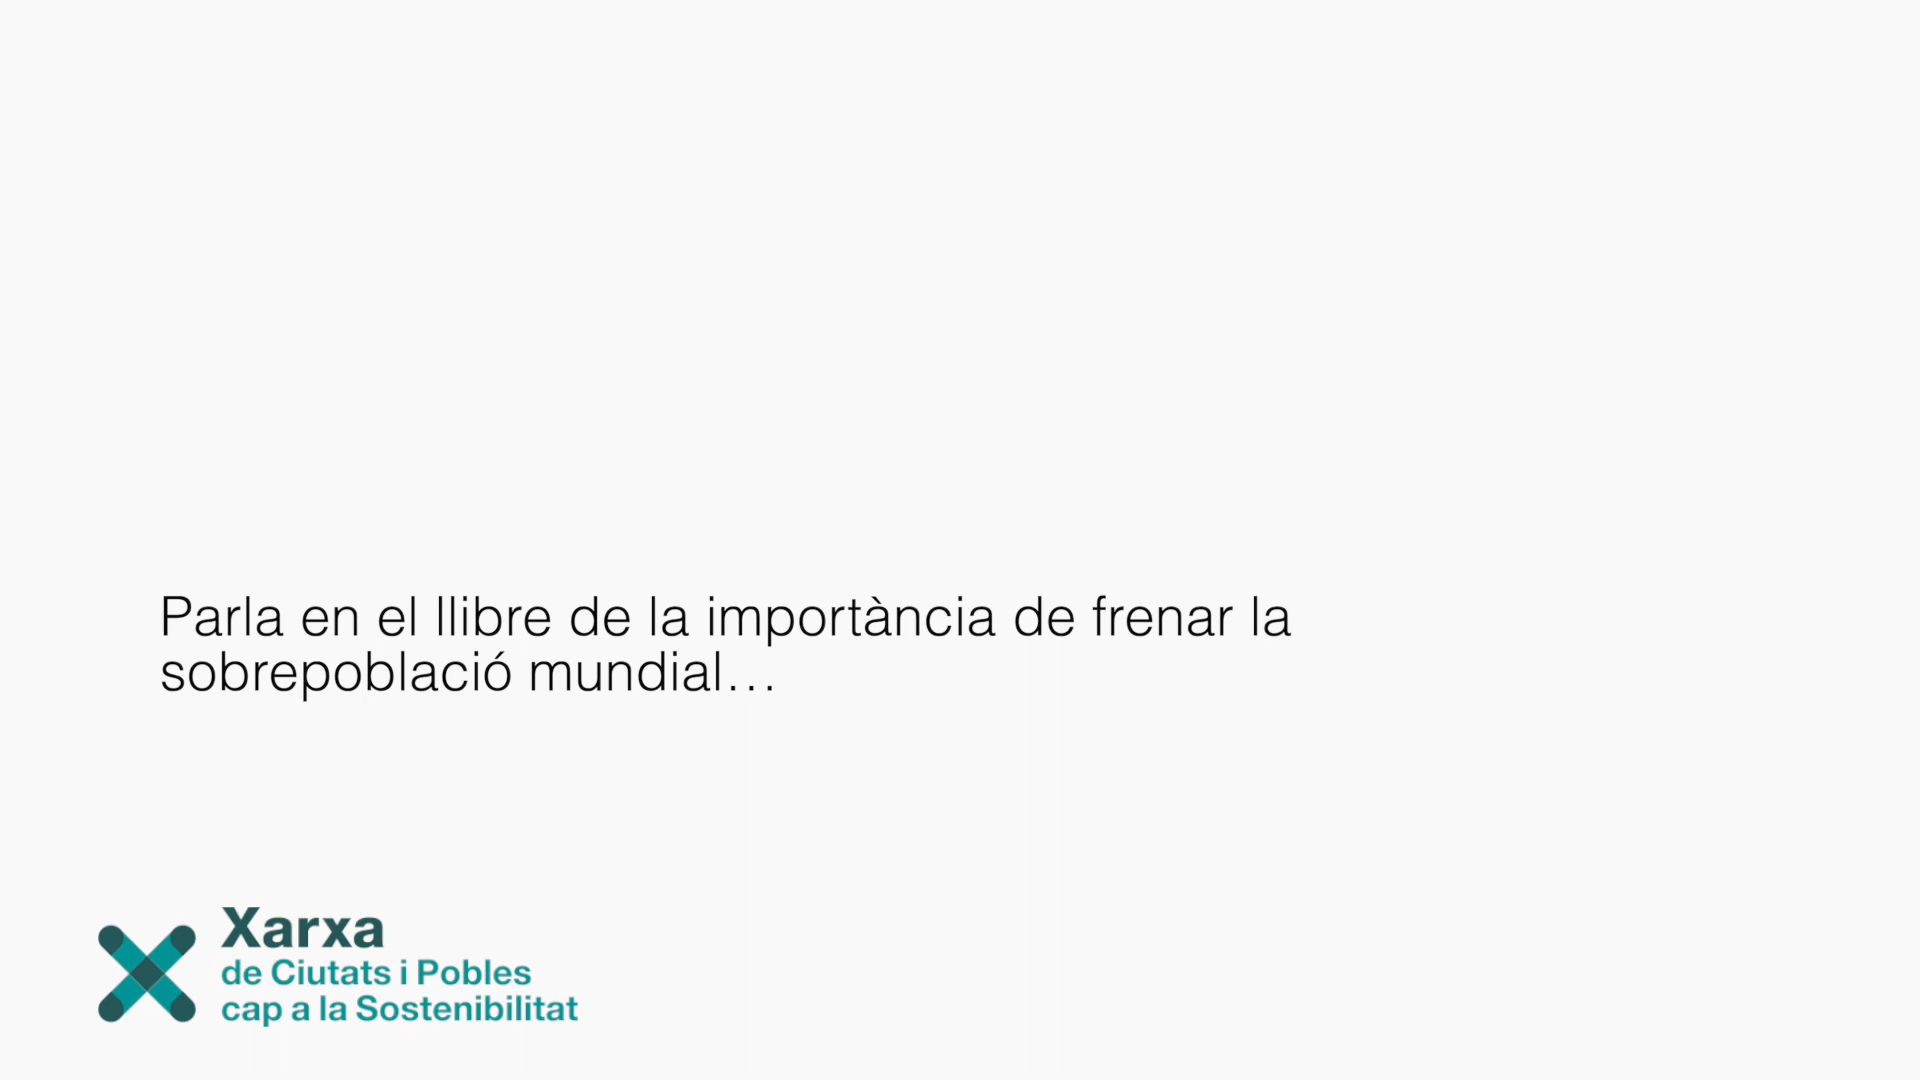 Parla en el llibre de la importància de frenar la
sobrepoblació mundial…
Xarxa
de Ciutats i Pobles
cap a la Sostenibilitat